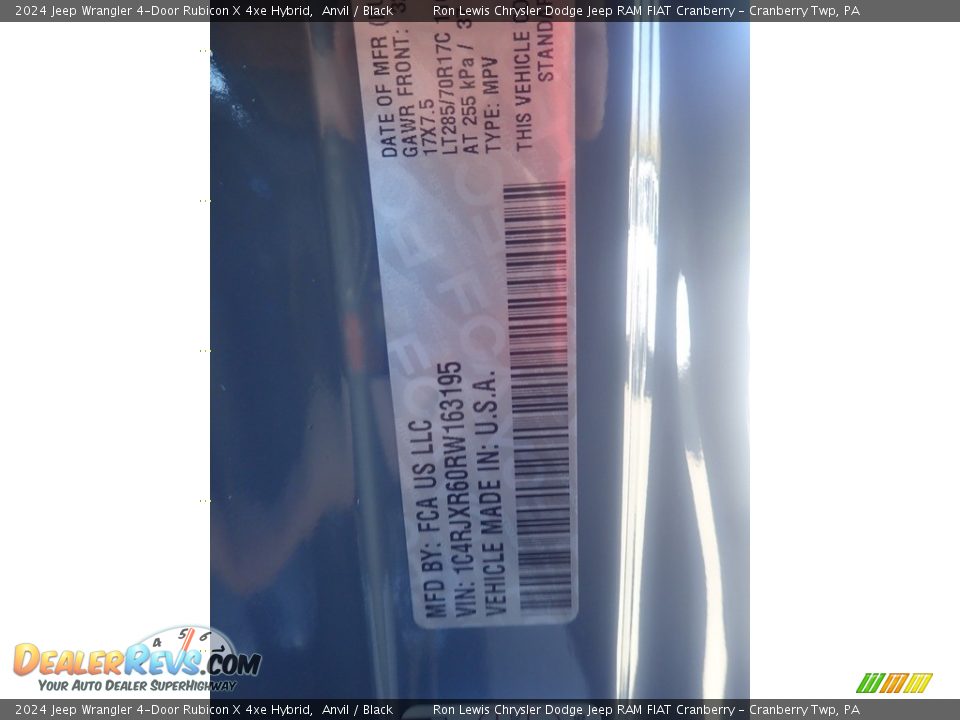 2024 Jeep Wrangler 4-Door Rubicon X 4xe Hybrid, Anvil / Black Ron Lewis Chrysler Dodge Jeep RAM FIAT Cranberry - Cranberry Twp, PA
DATE OF MFR
GAWR FRONT:
17X7.5
LT285/70R17C
AT 255 kPa /
TYPE: MPV
THIS VEHICLE
MFD BY: FCA US LLC
VIN: 1C4RJXR60RW163195
VEHICLE MADE IN: U.S.A.
DEALERREVS.COM
YOUR AUTO DEALER SUPERHIGHWAY
4 5 6
2024 Jeep Wrangler 4-Door Rubicon X 4xe Hybrid, Anvil / Black Ron Lewis Chrysler Dodge Jeep RAM FIAT Cranberry - Cranberry Twp, PA